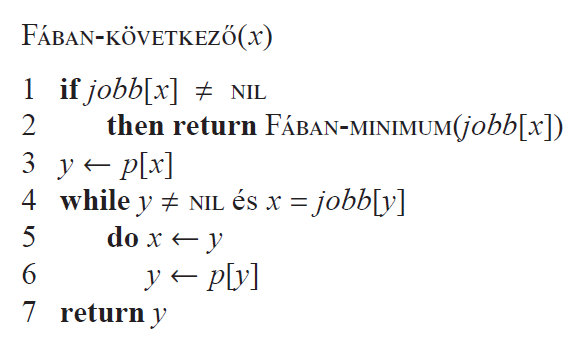 FÁBAN-KÖVETKEZŐ(x)
1 if jobb[x] ≠ NIL
2 then return FÁBAN-MINIMUM(jobb[x])
3 y ← p[x]
4 while y ≠ NIL és x = jobb[y]
5 do x ← y
6 y ← p[y]
7 return y